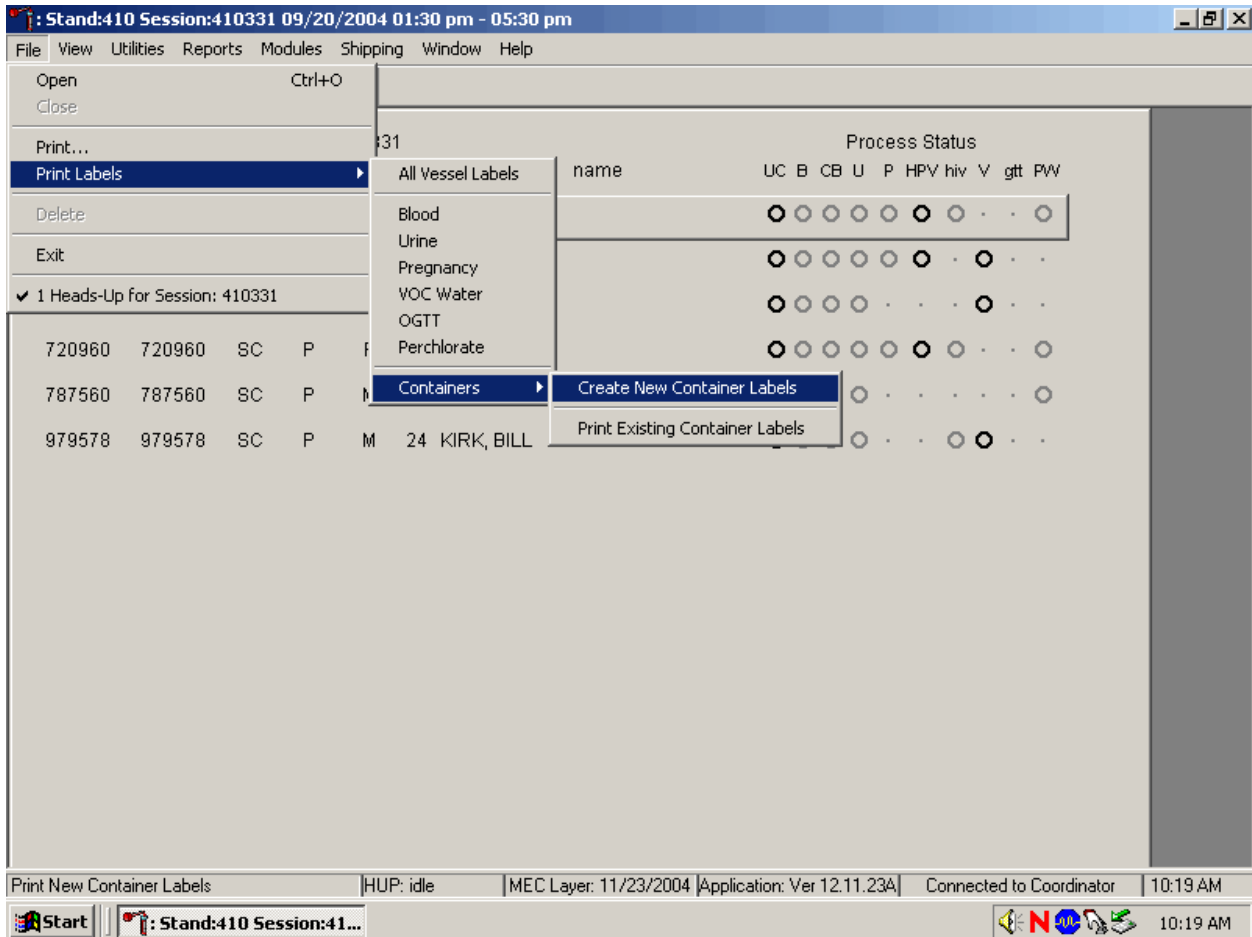 : Stand:410 Session:410331 09/20/2004 01:30 pm - 05:30 pm
File View Utilities Reports Modules Shipping Window Help
Open Ctrl+O
Close
Print...
Print Labels
Delete
Exit
✔ 1 Heads-Up for Session: 410331
All Vessel Labels
Blood
Urine
Pregnancy
VOC Water
OGTT
Perchlorate
Containers
Create New Container Labels
Print Existing Container Labels
331 Process Status
name UC B CB U P HPV hiv V gtt PW
720960 720960 SC P F
787560 787560 SC P M
979578 979578 SC P M 24 KIRK, BILL
Print New Container Labels HUP: idle MEC Layer: 11/23/2004 Application: Ver 12.11.23A Connected to Coordinator 10:19 AM
Start : Stand:410 Session:41... N 10:19 AM